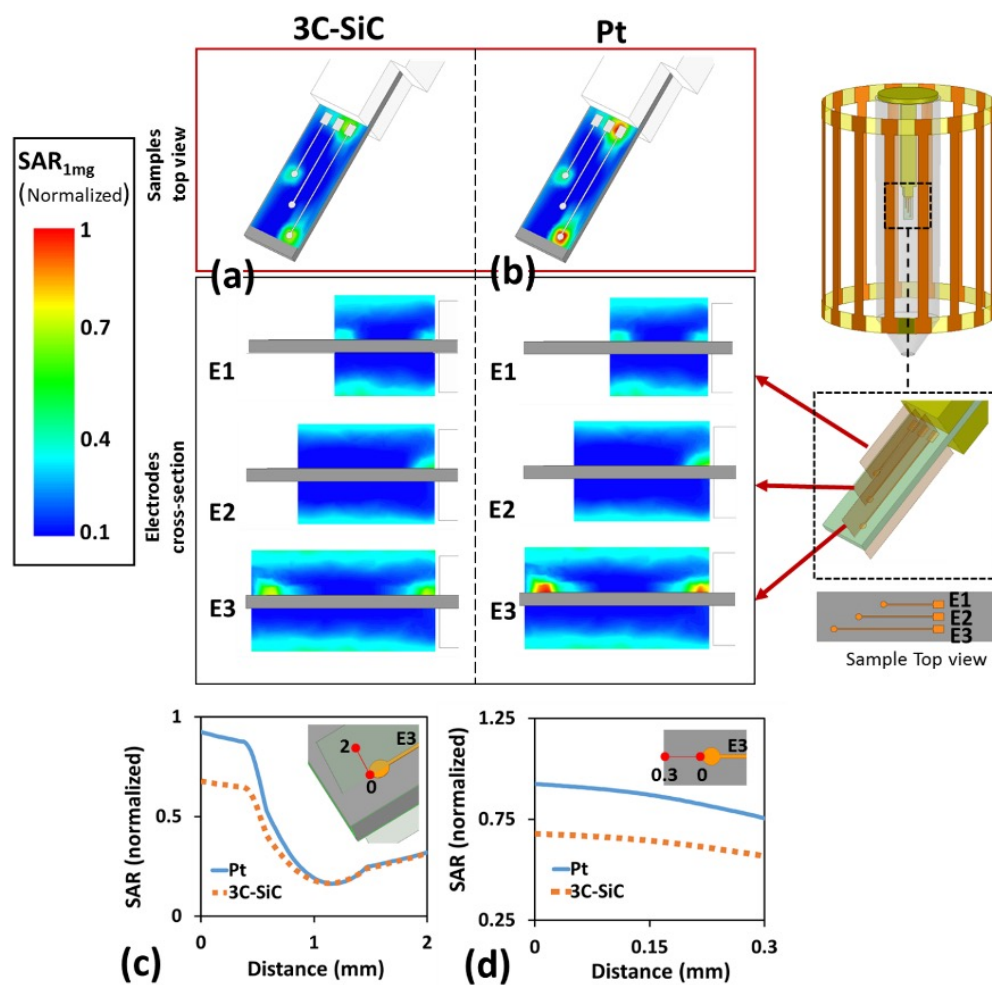 3C-SiC
Pt
SAR1mg
(Normalized)
1
0.7
0.4
0.1
Samples
top view
(a)
(b)
Electrodes
cross-section
E1
E1
E2
E2
E3
E3
E1
E2
E3
Sample Top view
1
0.5
0
SAR (normalized)
2
0
E3
Pt
3C-SiC
0
1
2
Distance (mm)
(c)
1.25
0.75
0.25
SAR (normalized)
E3
0.3
0
Pt
3C-SiC
0
0.15
0.3
Distance (mm)
(d)